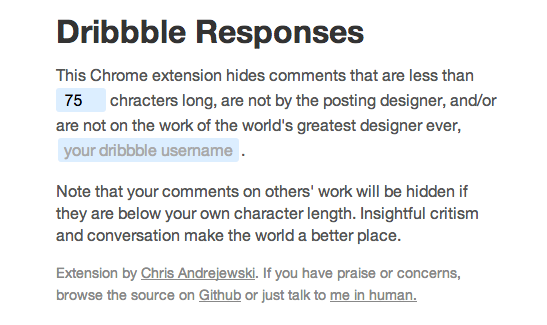 Dribbble Responses
This Chrome extension hides comments that are less than
75 chracters long, are not by the posting designer, and/or
are not on the work of the world's greatest designer ever,
your dribbble username .
Note that your comments on others' work will be hidden if
they are below your own character length. Insightful critism
and conversation make the world a better place.
Extension by Chris Andrejewski. If you have praise or concerns,
browse the source on Github or just talk to me in human.